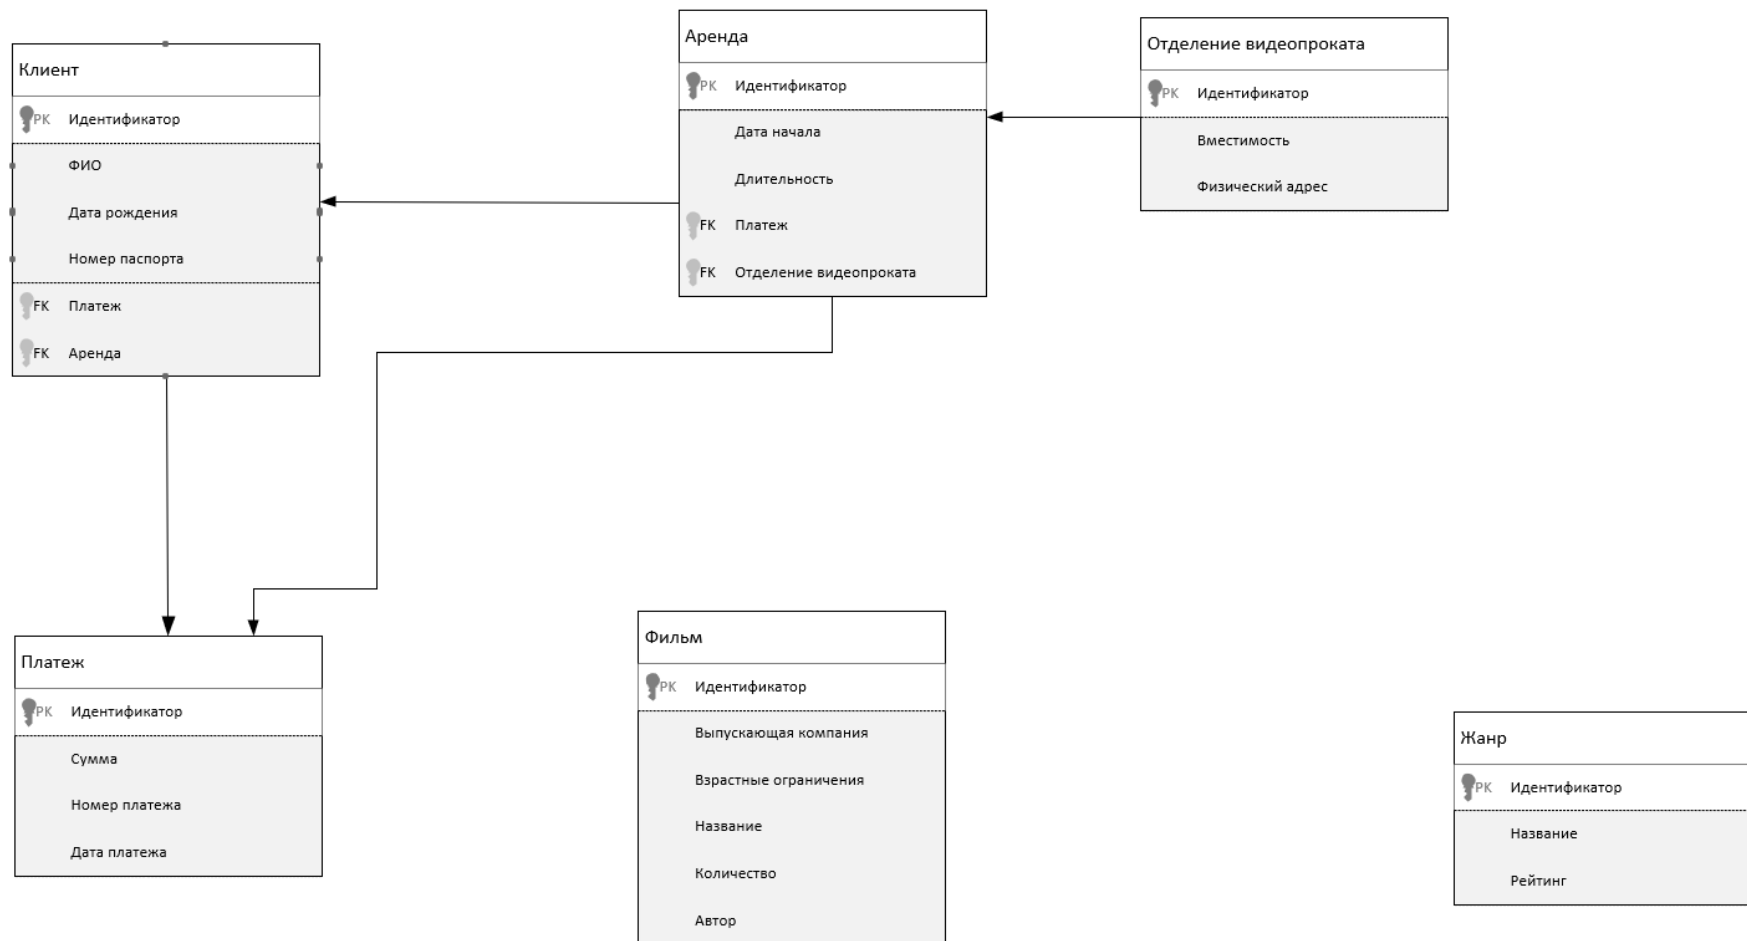 Клиент
PK Идентификатор
ФИО
Дата рождения
Номер паспорта
FK Платеж
FK Аренда
Аренда
PK Идентификатор
Дата начала
Длительность
FK Платеж
FK Отделение видеопроката
Отделение видеопроката
PK Идентификатор
Вместимость
Физический адрес
Платеж
PK Идентификатор
Сумма
Номер платежа
Дата платежа
Фильм
PK Идентификатор
Выпускающая компания
Взрастные ограничения
Название
Количество
Автор
Жанр
PK Идентификатор
Название
Рейтинг